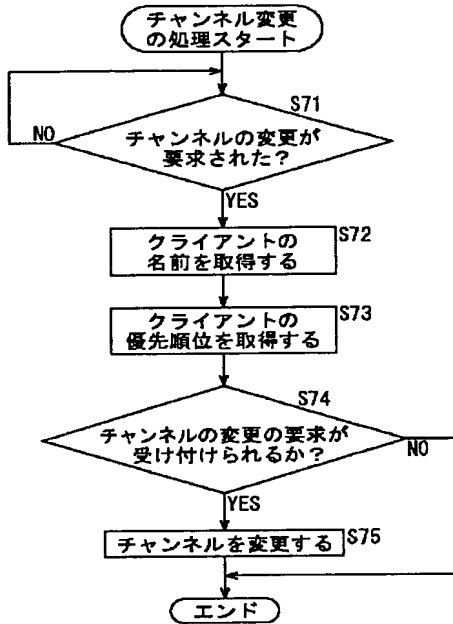 チャンネル変更
の処理スタート
S71
NO
チャンネルの変更が
要求された？
YES
S72
クライアントの
名前を取得する
S73
クライアントの
優先順位を取得する
S74
チャンネルの変更の要求が
受け付けられるか？
NO
YES
チャンネルを変更する
S75
エンド